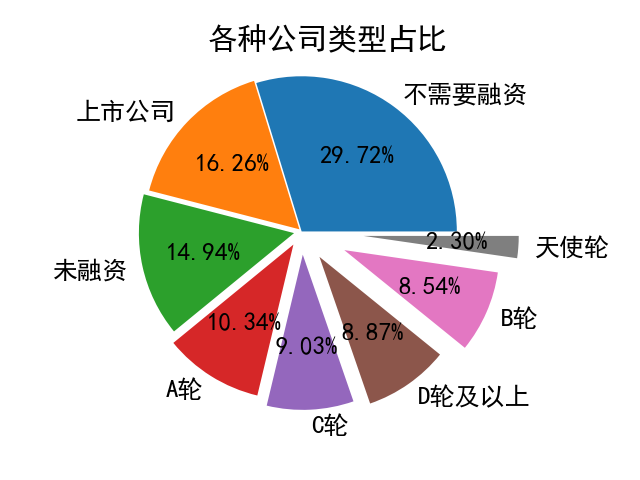 各种公司类型占比
不需要融资
29.72%
上市公司
16.26%
未融资
14.94%
A轮
10.34%
C轮
9.03%
D轮及以上
8.87%
B轮
8.54%
天使轮
2.30%